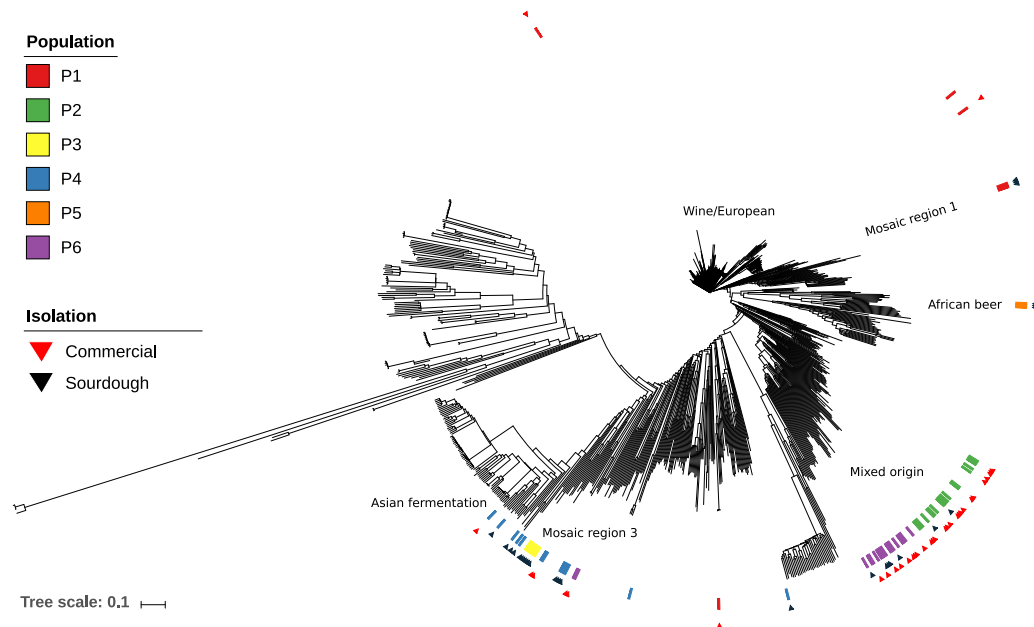 Population
P1
P2
P3
P4
P5
P6
Isolation
Commercial
Sourdough
Wine/European
Mosaic region 1
African beer
Mixed origin
Asian fermentation
Mosaic region 3
Tree scale: 0.1